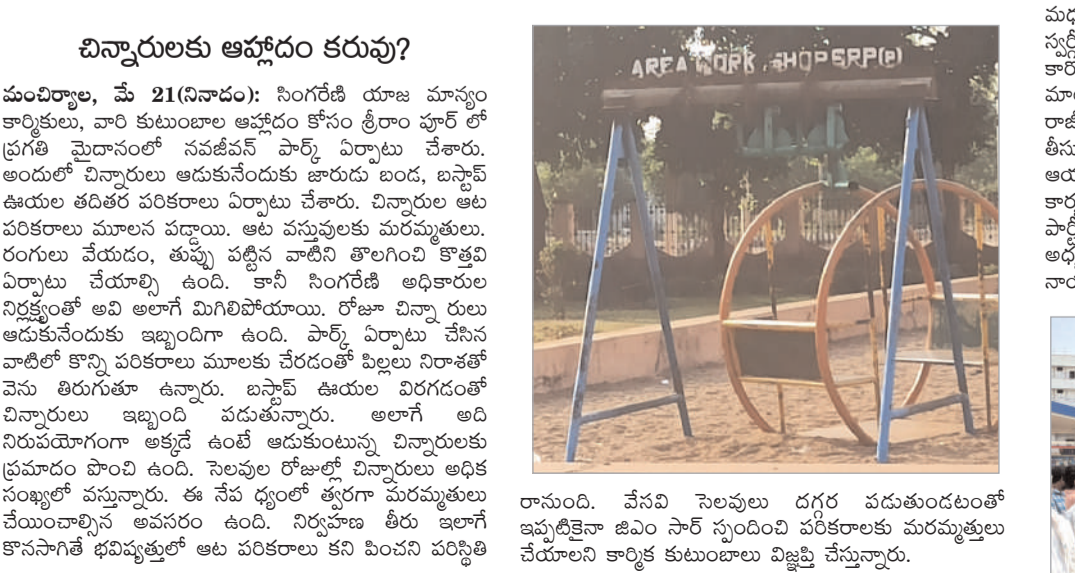 చిన్నారులకు ఆహ్లాదం కరువు?
మంచిర్యాల, మే 21(నినాదం): సింగరేణి యాజ మాన్యం
కార్మికులు, వారి కుటుంబాల ఆహ్లాదం కోసం శ్రీరాం పూర్ లో
ప్రగతి మైదానంలో నవజీవన్ పార్క్ ఏర్పాటు చేశారు.
అందులో చిన్నారులు ఆడుకునేందుకు జారుడు బండ, బస్టాప్
ఊయల తదితర పరికరాలు ఏర్పాటు చేశారు. చిన్నారుల ఆట
పరికరాలు మూలన పడ్డాయి. ఆట వస్తువులకు మరమ్మతులు.
రంగులు వేయడం, తుప్పు పట్టిన వాటిని తొలగించి కొత్తవి
ఏర్పాటు చేయాల్సి ఉంది. కానీ సింగరేణి అధికారుల
నిర్లక్ష్యంతో అవి అలాగే మిగిలిపోయాయి. రోజూ చిన్నా రులు
ఆడుకునేందుకు ఇబ్బందిగా ఉంది. పార్క్ ఏర్పాటు చేసిన
వాటిలో కొన్ని పరికరాలు మూలకు చేరడంతో పిల్లలు నిరాశతో
వెను తిరుగుతూ ఉన్నారు. బస్టాప్ ఊయల విరగడంతో
చిన్నారులు ఇబ్బంది పడుతున్నారు. అలాగే అది
నిరుపయోగంగా అక్కడే ఉంటే ఆడుకుంటున్న చిన్నారులకు
ప్రమాదం పొంచి ఉంది. సెలవుల రోజుల్లో చిన్నారులు అధిక
సంఖ్యలో వస్తున్నారు. ఈ నేప ధ్యంలో త్వరగా మరమ్మతులు
చేయించాల్సిన అవసరం ఉంది. నిర్వహణ తీరు ఇలాగే
కొనసాగితే భవిష్యత్తులో ఆట పరికరాలు కని పించని పరిస్థితి
AREA WORK SHOP SRP(P)
రానుంది. వేసవి సెలవులు దగ్గర పడుతుండటంతో
ఇప్పటికైనా జిఎం సార్ స్పందించి పరికరాలకు మరమ్మత్తులు
చేయాలని కార్మిక కుటుంబాలు విజ్ఞప్తి చేస్తున్నారు.